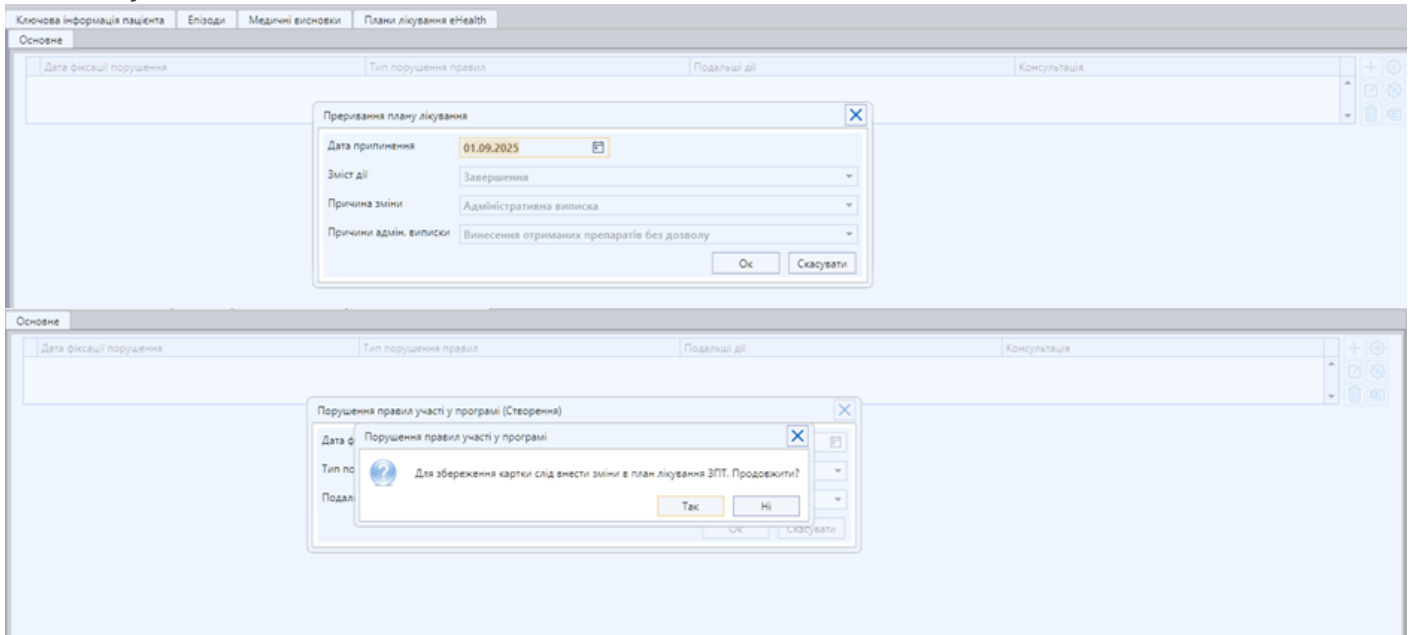 Ключова інформація пацієнта Епізоди Медичні висновки Плани лікування eHealth
Основне
Дата фіксації порушення Тип порушення правил Подальші дії Консультація
Преривання плану лікування
Дата припинення 01.09.2025
Зміст дії Завершення
Причина зміни Адміністративна виписка
Причини адмін. виписки Винесення отриманих препаратів без дозволу
Ок Скасувати
Основне
Дата фіксації порушення Тип порушення правил Подальші дії Консультація
Порушення правил участі у програмі (Створення)
Порушення правил участі у програмі
Дата ф
Для збереження картки слід внести зміни в план лікування ЗПТ. Продовжити?
Тип по
Подаль
Так Ні
Ок Скасувати